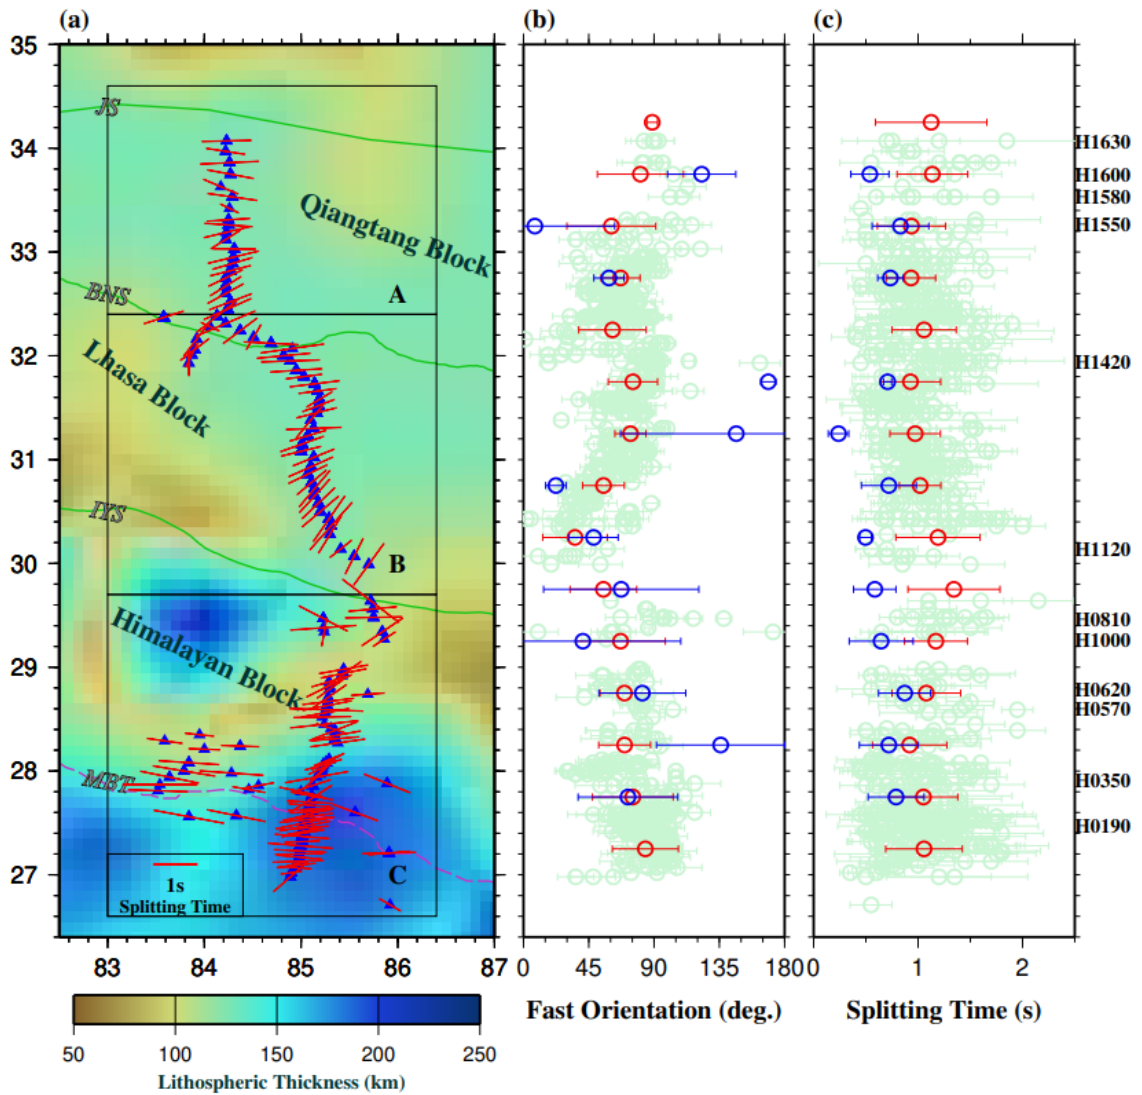 (a)
(b)
(c)
35
34
33
32
31
30
29
28
27
JS
Qiangtang Block
BNS
A
Lhasa Block
IYS
B
Himalayan Block
MBT
C
1s
Splitting Time
83
84
85
86
87
0
45
90
135
180
0
1
2
Fast Orientation (deg.)
Splitting Time (s)
H1630
H1600
H1580
H1550
H1420
H1120
H0810
H1000
H0620
H0570
H0350
H0190
50
100
150
200
250
Lithospheric Thickness (km)